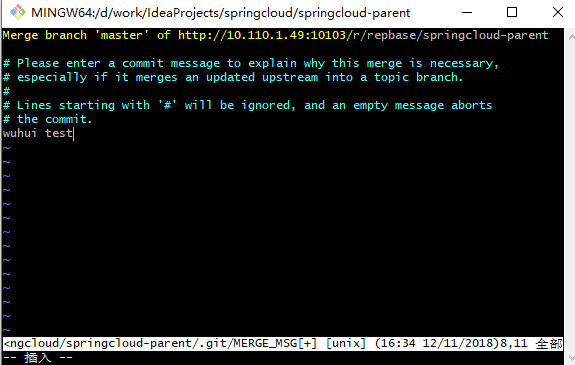 MINGW64:/d/work/IdeaProjects/springcloud/springcloud-parent
Merge branch 'master' of http://10.110.1.49:10103/r/repbase/springcloud-parent
# Please enter a commit message to explain why this merge is necessary,
# especially if it merges an updated upstream into a topic branch.
#
# Lines starting with '#' will be ignored, and an empty message aborts
# the commit.
wuhui test
~
~
~
~
~
~
~
~
~
~
~
~
~
~
<ngcloud/springcloud-parent/.git/MERGE_MSG[+] [unix] (16:34 12/11/2018)8,11 全部
-- 插入 --